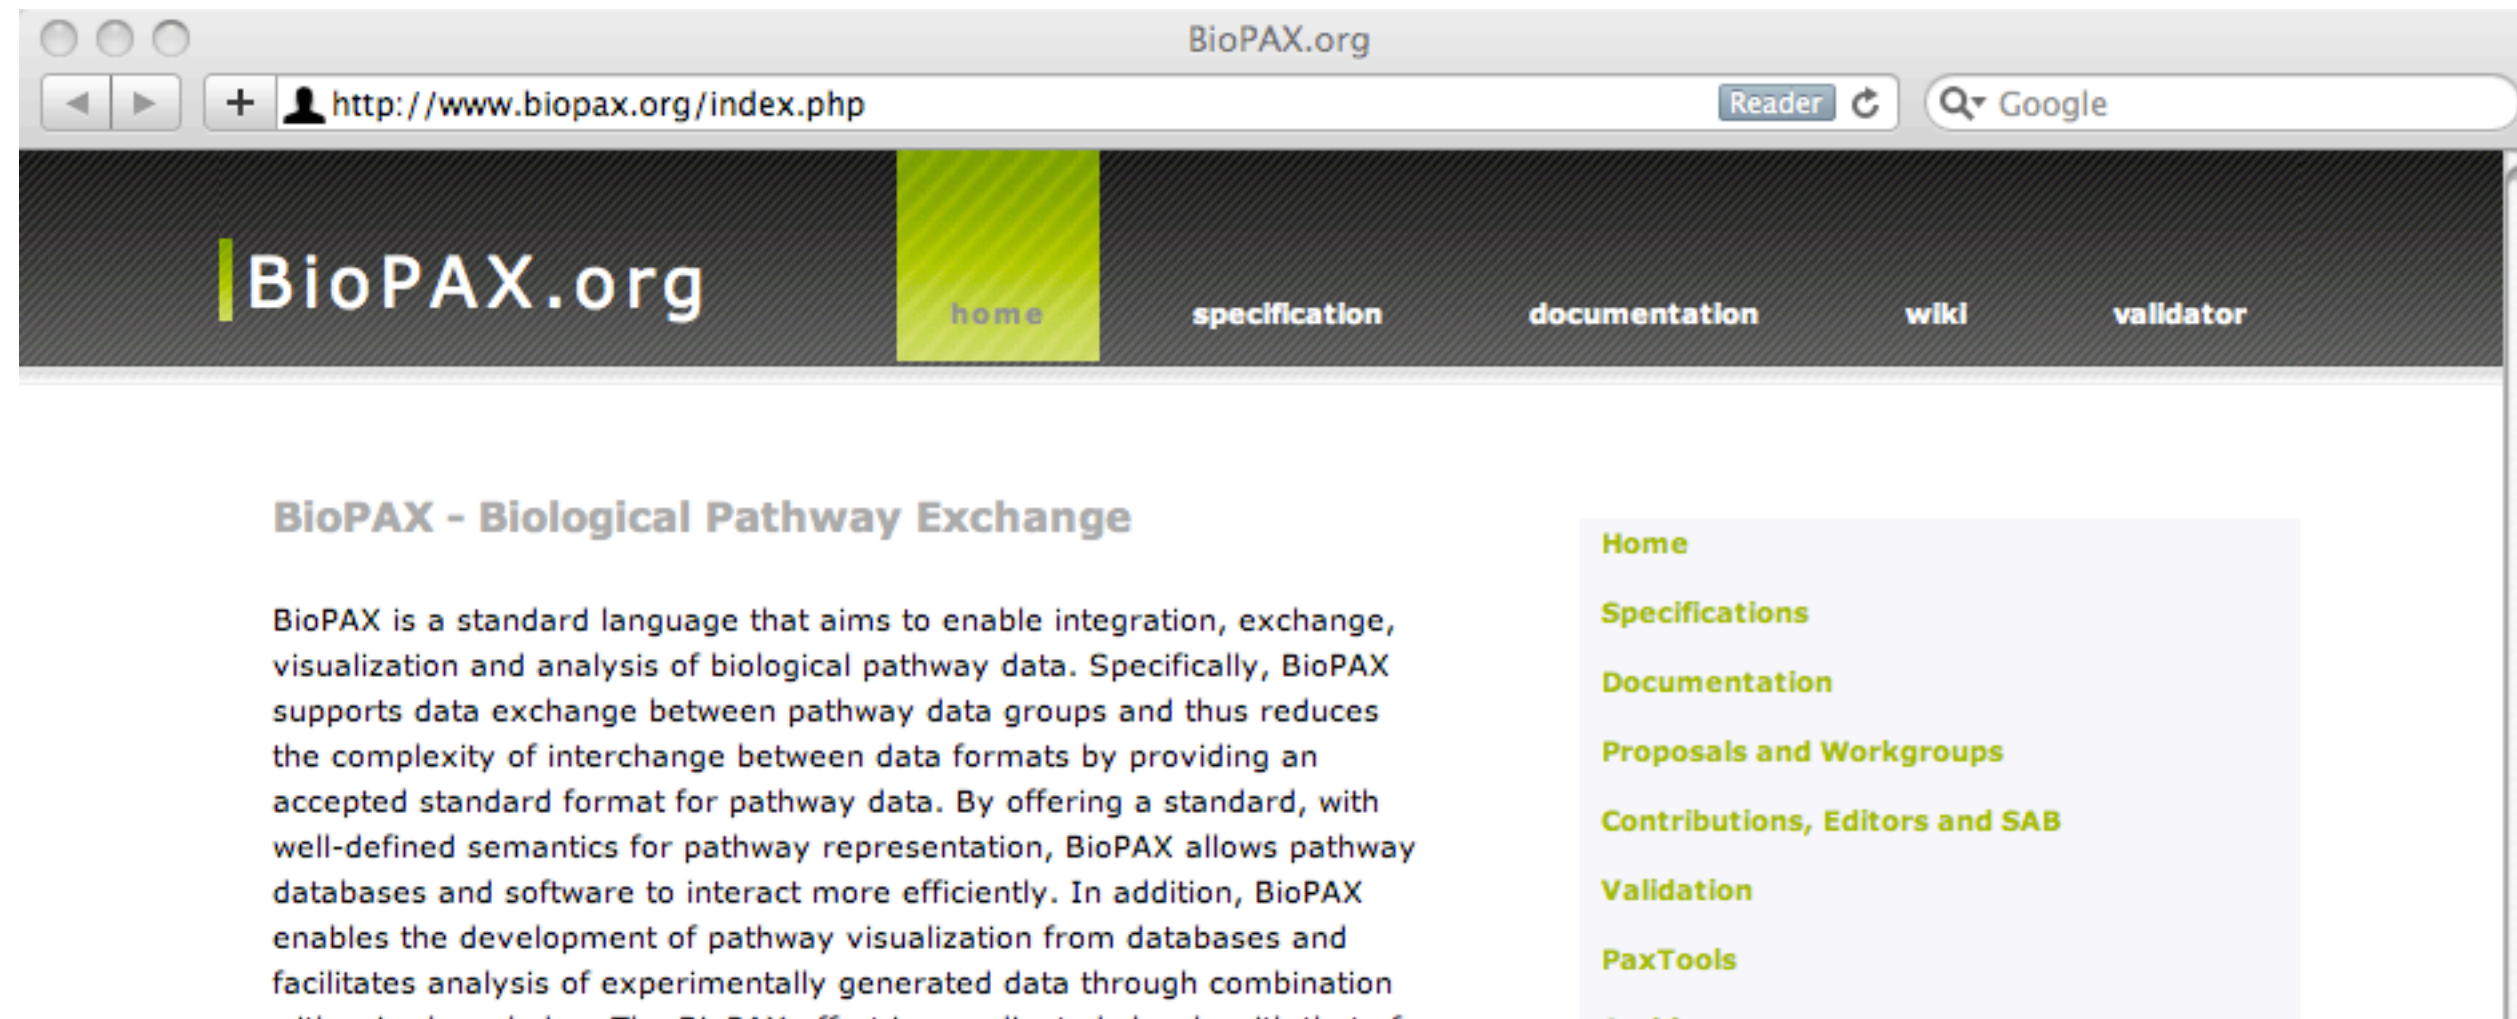 BioPAX.org
http://www.biopax.org/index.php
Reader
Google
BioPAX.org
home
specification
documentation
wiki
validator
BioPAX - Biological Pathway Exchange
BioPAX is a standard language that aims to enable integration, exchange,
visualization and analysis of biological pathway data. Specifically, BioPAX
supports data exchange between pathway data groups and thus reduces
the complexity of interchange between data formats by providing an
accepted standard format for pathway data. By offering a standard, with
well-defined semantics for pathway representation, BioPAX allows pathway
databases and software to interact more efficiently. In addition, BioPAX
enables the development of pathway visualization from databases and
facilitates analysis of experimentally generated data through combination
Home
Specifications
Documentation
Proposals and Workgroups
Contributions, Editors and SAB
Validation
PaxTools